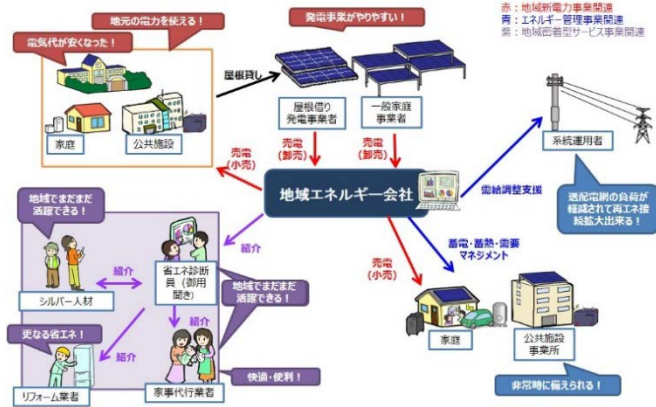 赤：地域新電力事業関連
青：エネルギー管理事業関連
紫：地域密着型サービス事業関連
地元の電力を使える！
電気代が安くなった！
家庭
公共施設
屋根貸し
発電事業がやりやすい！
屋根借り
発電事業者
一般家庭
事業者
系統運用者
売電
(小売)
売電
(卸売)
売電
(卸売)
地域エネルギー会社
需給調整支援
送配電網の負荷が
軽減されて再エネ接
続拡大出来る！
地域でまだまだ
活躍できる！
紹介
売電
(小売)
蓄電・蓄熱・需要
マネジメント
シルバー人材
紹介
省エネ診断
員（御用
聞き）
地域でまだまだ
活躍できる！
更なる省エネ！
紹介
紹介
リフォーム業者
家事代行業者
快適・便利！
家庭
公共施設
事業所
非常時に備えられる！